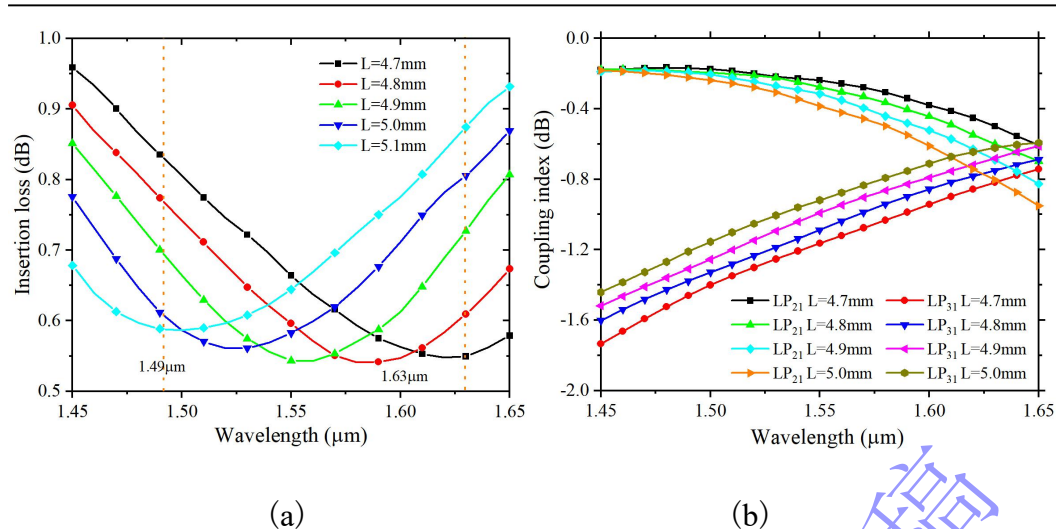 1.0
0.9
0.8
0.7
0.6
0.5
Insertion loss (dB)
L=4.7mm
L=4.8mm
L=4.9mm
L=5.0mm
L=5.1mm
1.49μm
1.63μm
1.45 1.50 1.55 1.60 1.65
Wavelength (μm)
(a)
0.0
-0.4
-0.8
-1.2
-1.6
-2.0
Coupling index (dB)
LP21 L=4.7mm LP31 L=4.7mm
LP21 L=4.8mm LP31 L=4.8mm
LP21 L=4.9mm LP31 L=4.9mm
LP21 L=5.0mm LP31 L=5.0mm
1.45 1.50 1.55 1.60 1.65
Wavelength (μm)
(b)